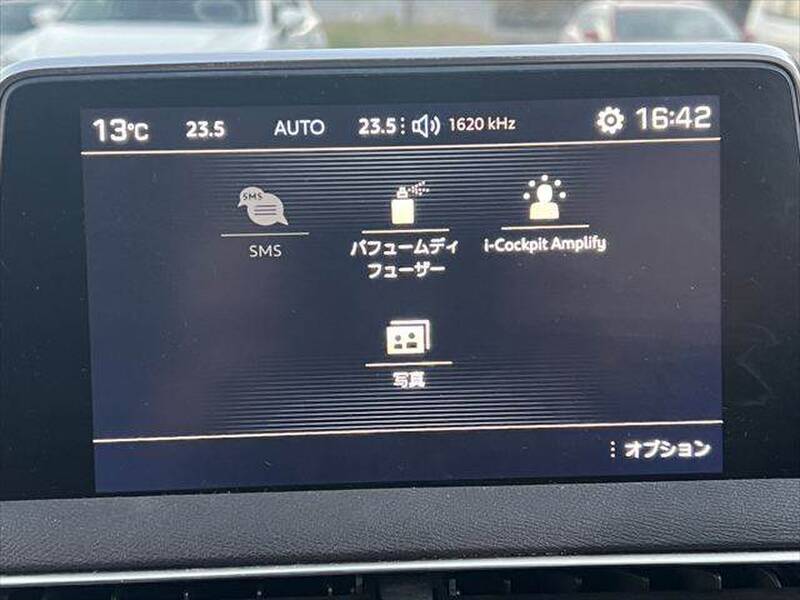 13°C 23.5 AUTO 23.5 1620 kHz 16:42
SMS
SMS
パフュームディ
フューザー
i-Cockpit Amplify
写真
オプション